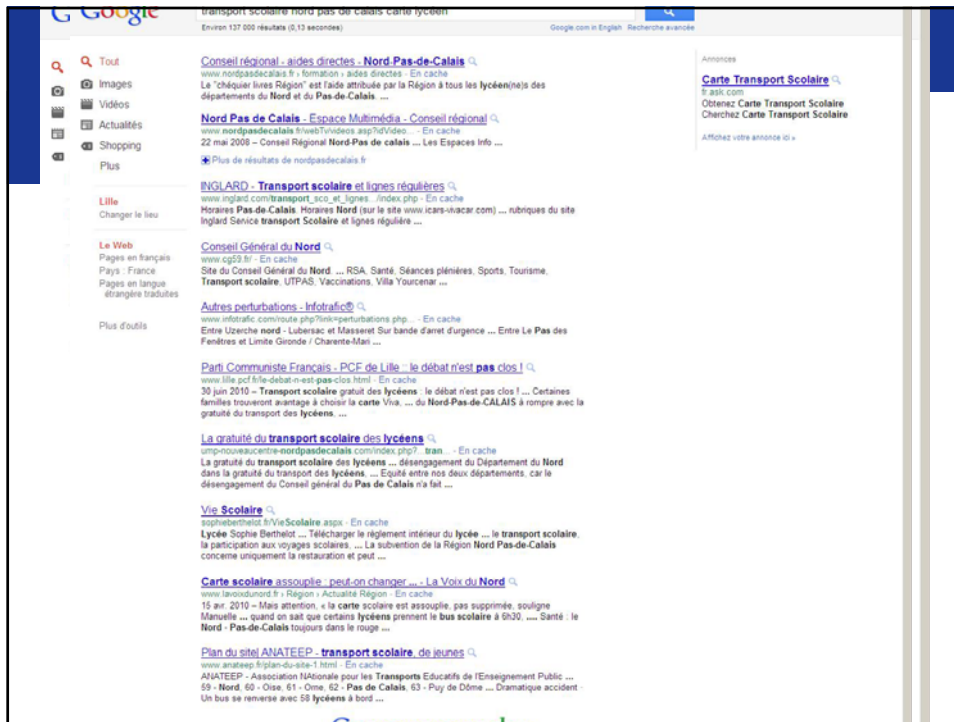 Google
transport scolaire nord pas de calais carte lycéen
Environ 137 000 résultats (0,13 secondes)
Google.com in English Recherche avancée
Tout
Images
Vidéos
Actualités
Shopping
Plus
Lille
Changer le lieu
Le Web
Pages en français
Pays : France
Pages en langue
étrangère traduites
Plus d'outils
Conseil régional - aides directes - Nord-Pas-de-Calais
www.nordpasdecalais.fr › formation › aides directes - En cache
Le "chéquier livres Région" est l'aide attribuée par la Région à tous les lycéen(ne)s des
départements du Nord et du Pas-de-Calais. ...
Nord Pas de Calais - Espace Multimédia - Conseil régional
www.nordpasdecalais.fr/webTv/videos.asp?idVideo... - En cache
22 mai 2008 – Conseil Régional Nord-Pas de calais ... Les Espaces Info ...
Plus de résultats de nordpasdecalais.fr
INGLARD - Transport scolaire et lignes régulières
www.inglard.com/transport_sco_et_lignes.../index.php - En cache
Horaires Pas-de-Calais. Horaires Nord (sur le site www.icars-vivacar.com) ... rubriques du site
Inglard Service transport Scolaire et lignes régulière ...
Conseil Général du Nord
www.cg59.fr/ - En cache
Site du Conseil Général du Nord. ... RSA, Santé, Séances plénières, Sports, Tourisme,
Transport scolaire, UTPAS, Vaccinations, Villa Yourcenar ...
Autres perturbations - Infotrafic®
www.infotrafic.com/route.php?link=perturbations.php... - En cache
Entre Uzerche nord - Lubersac et Masseret Sur bande d'arret d'urgence ... Entre Le Pas des
Fenêtres et Limite Gironde / Charente-Mari ...
Parti Communiste Français - PCF de Lille :: le débat n'est pas clos !
www.lille.pcf.fr/le-debat-n-est-pas-clos.html - En cache
30 juin 2010 – Transport scolaire gratuit des lycéens : le débat n'est pas clos ! ... Certaines
familles trouveront avantage à choisir la carte Viva, ... du Nord-Pas-de-CALAIS à rompre avec la
gratuité du transport des lycéens, ...
La gratuité du transport scolaire des lycéens
ump-nouveaucentre-nordpasdecalais.com/index.php?...tran... - En cache
La gratuité du transport scolaire des lycéens ... désengagement du Département du Nord
dans la gratuité du transport des lycéens, ... Equité entre nos deux départements, car le
désengagement du Conseil général du Pas de Calais n'a fait ...
Vie Scolaire
sophieberthelot.fr/VieScolaire.aspx - En cache
Lycée Sophie Berthelot ... Télécharger le réglement intérieur du lycée ... le transport scolaire,
la participation aux voyages scolaires, ... La subvention de la Région Nord Pas-de-Calais
concerne uniquement la restauration et peut ...
Carte scolaire assouplie : peut-on changer ... - La Voix du Nord
www.lavoixdunord.fr › Région › Actualité Région - En cache
15 avr. 2010 – Mais attention, « la carte scolaire est assouplie, pas supprimée, souligne
Manuelle ... quand on sait que certains lycéens prennent le bus scolaire à 6h30, .... Santé : le
Nord - Pas-de-Calais toujours dans le rouge ...
Plan du site| ANATEEP - transport scolaire, de jeunes
www.anateep.fr/plan-du-site-1.html - En cache
ANATEEP - Association NAtionale pour les Transports Educatifs de l'Enseignement Public ...
59 - Nord, 60 - Oise, 61 - Orne, 62 - Pas de Calais, 63 - Puy de Dôme ... Dramatique accident ·
Un bus se renverse avec 58 lycéens à bord ...
Annonces
Carte Transport Scolaire
fr.ask.com
Obtenez Carte Transport Scolaire
Cherchez Carte Transport Scolaire
Affichez votre annonce ici »